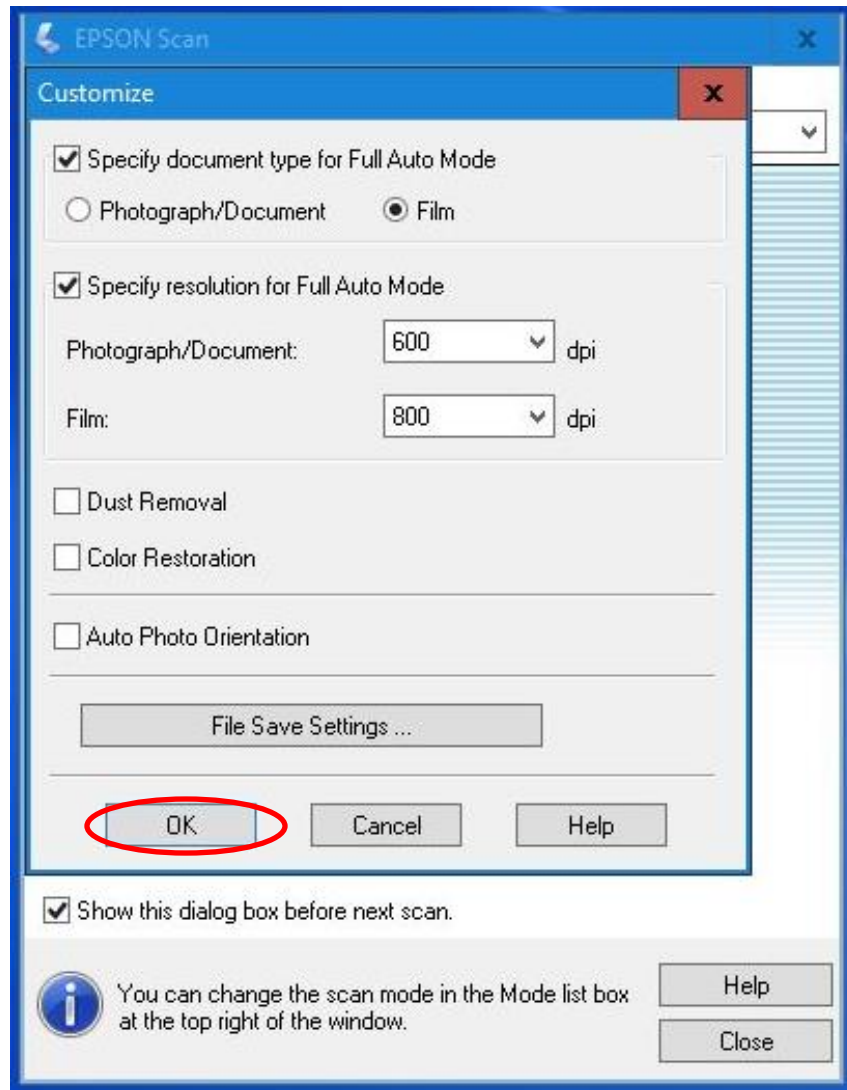 EPSON Scan
Customize
Specify document type for Full Auto Mode
Photograph/Document Film
Specify resolution for Full Auto Mode
Photograph/Document: 600 dpi
Film: 800 dpi
Dust Removal
Color Restoration
Auto Photo Orientation
File Save Settings ...
OK Cancel Help
Show this dialog box before next scan.
You can change the scan mode in the Mode list box
at the top right of the window.
Help
Close